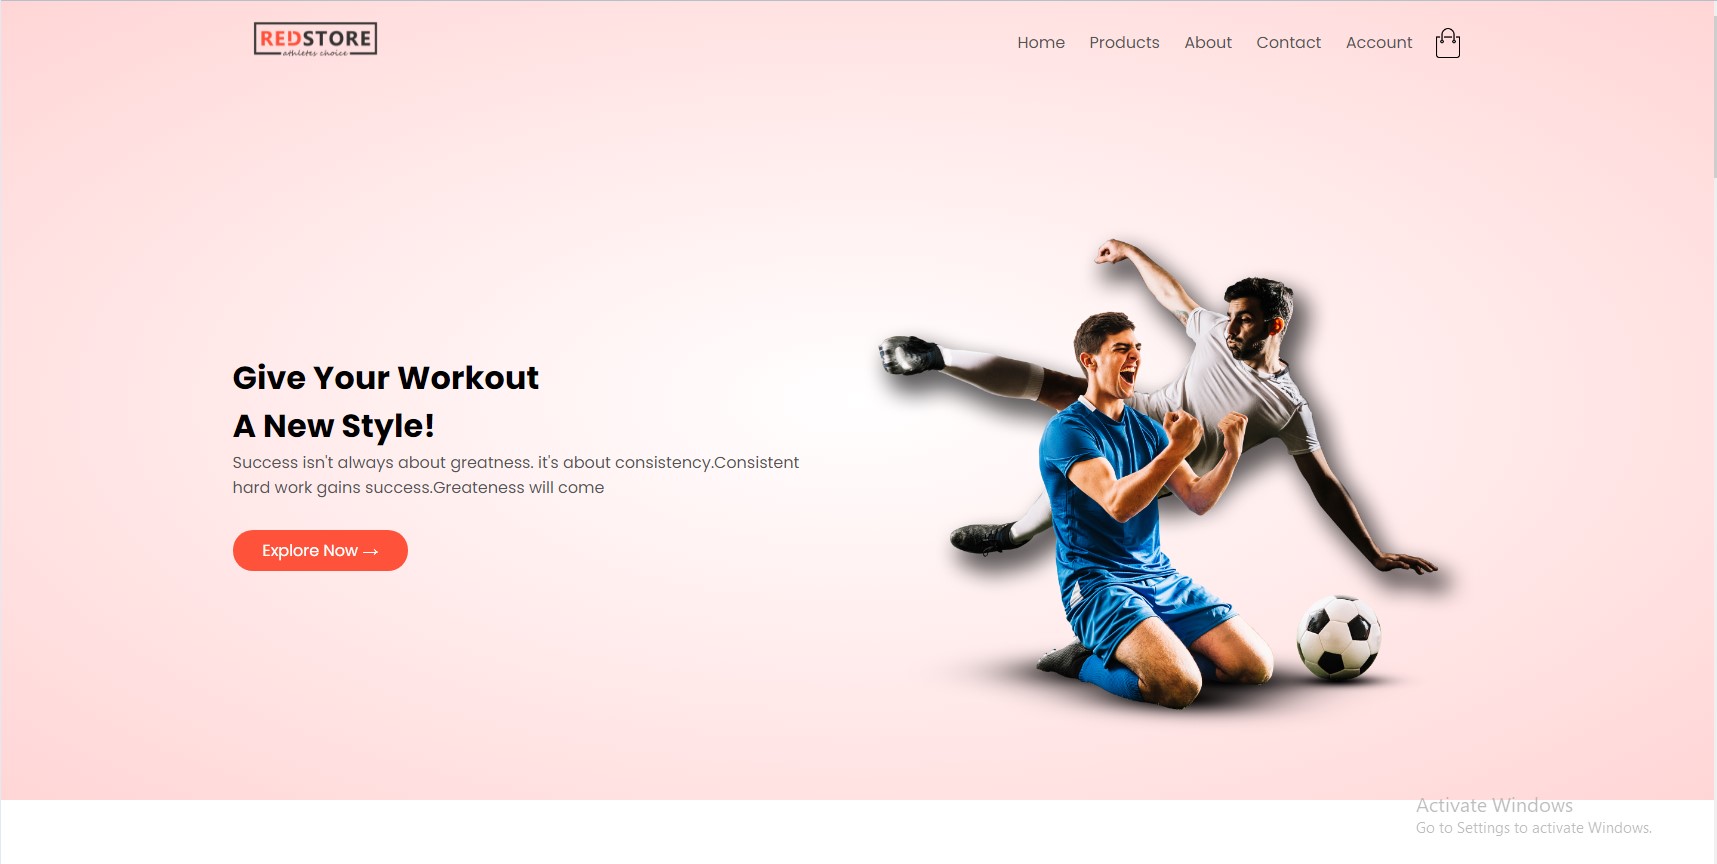 REDSTORE
athletes choice
Home Products About Contact Account
Give Your Workout
A New Style!
Success isn't always about greatness. it's about consistency.Consistent
hard work gains success.Greateness will come
Explore Now →
Activate Windows
Go to Settings to activate Windows.